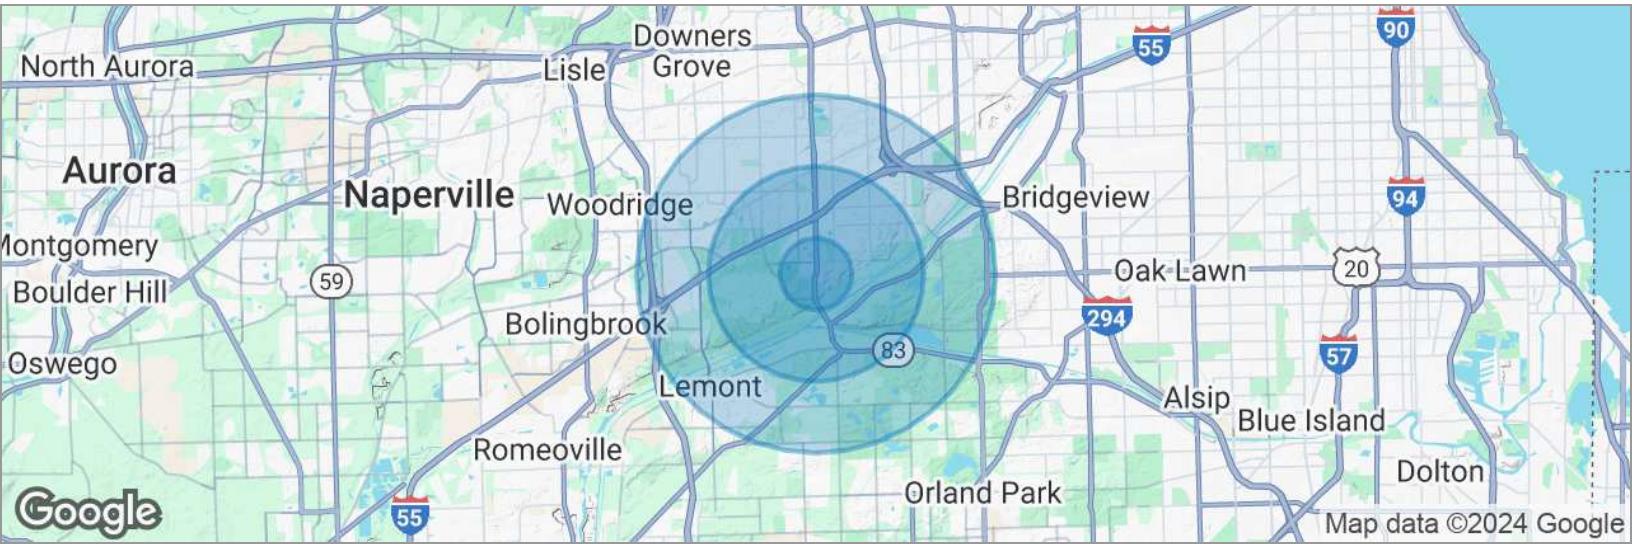 Downers
Grove
55
90
North Aurora
Lisle
Aurora
Naperville
Woodridge
Bridgeview
94
Montgomery
59
Oak Lawn
20
Boulder Hill
Bolingbrook
294
83
57
Oswego
Lemont
Alsip
Blue Island
Romeoville
Dolton
Orland Park
Google
55
Map data ©2024 Google